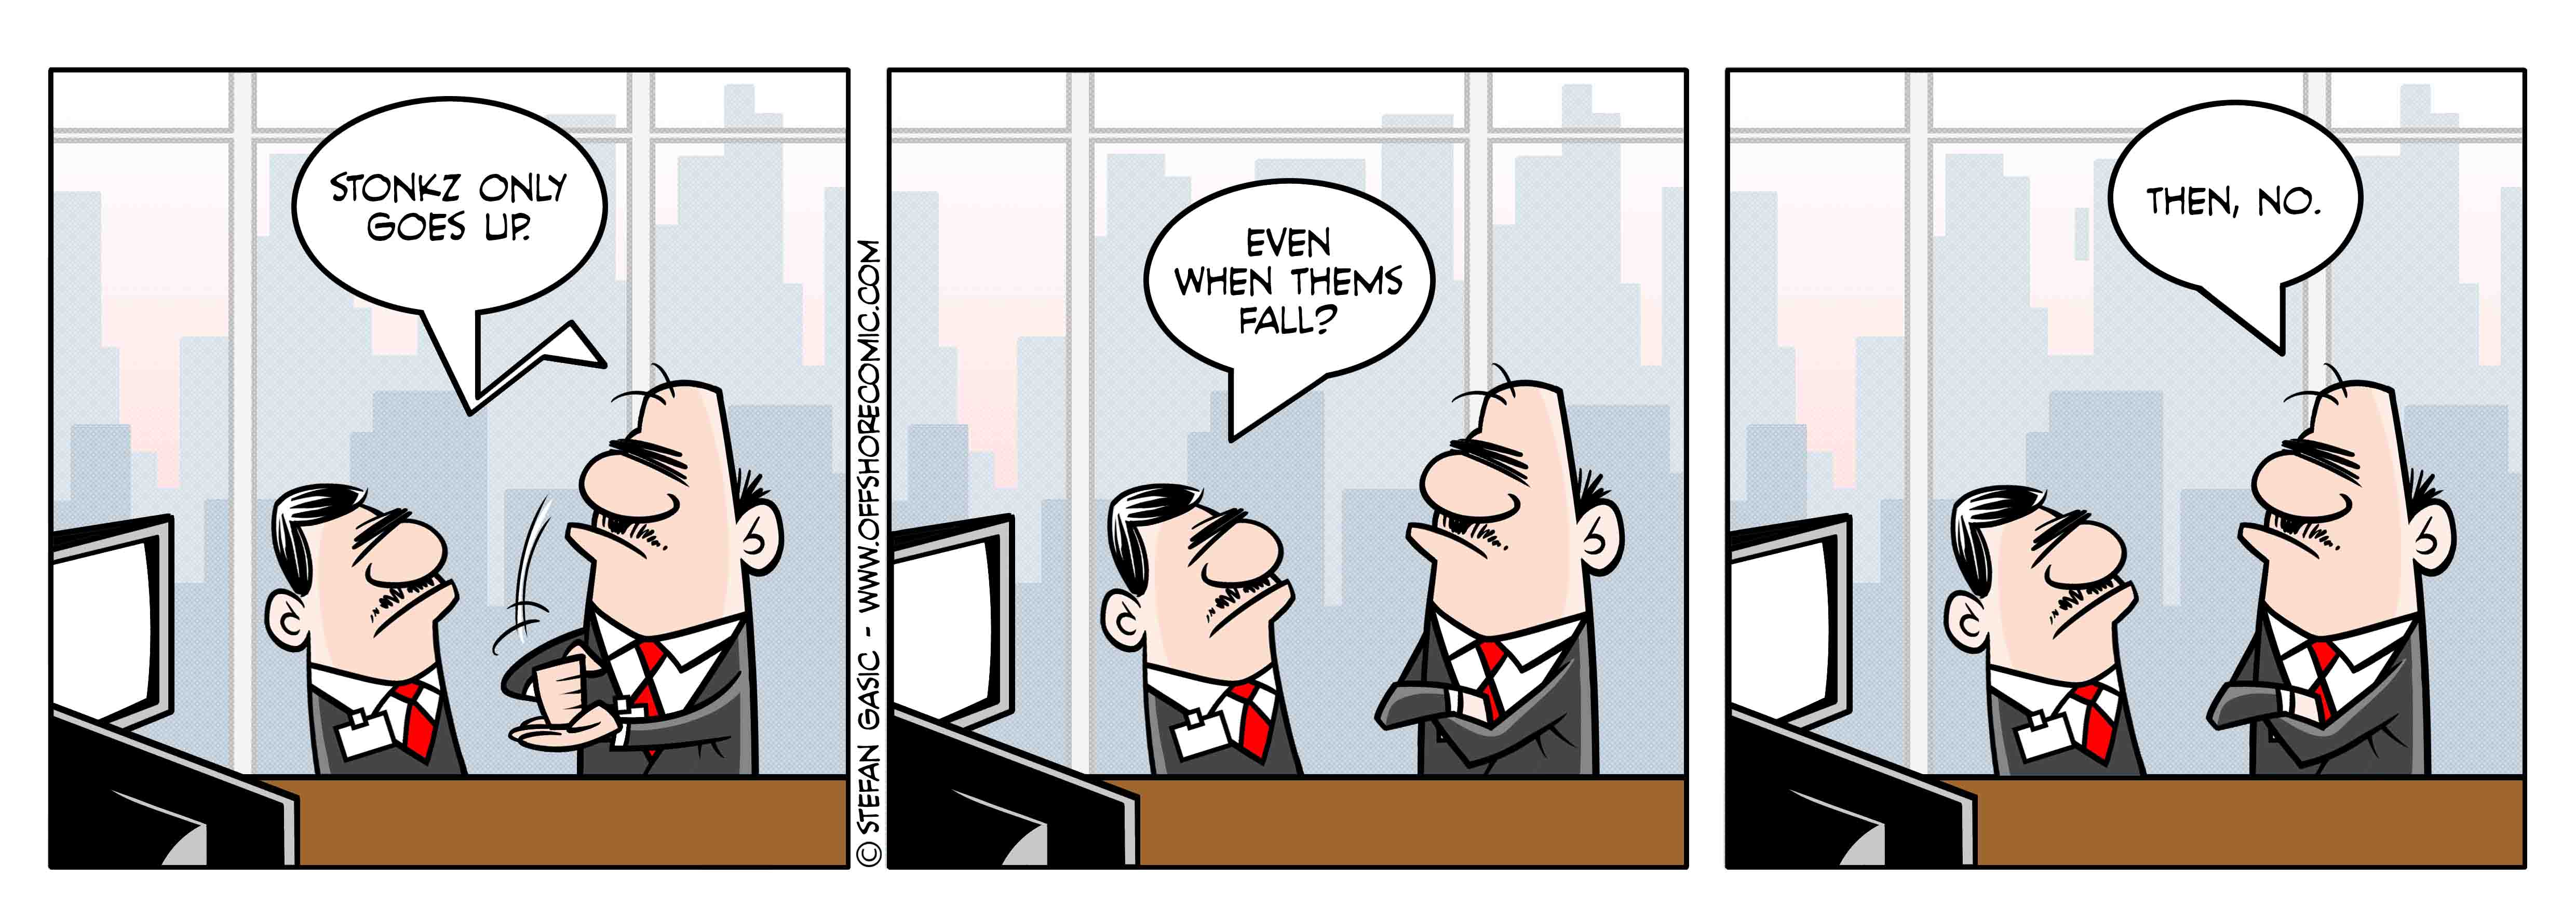 STONKZ ONLY
GOES UP.
© STEFAN GASIC - WWW.OFFSHORECOMIC.COM
EVEN
WHEN THEMS
FALL?
THEN, NO.